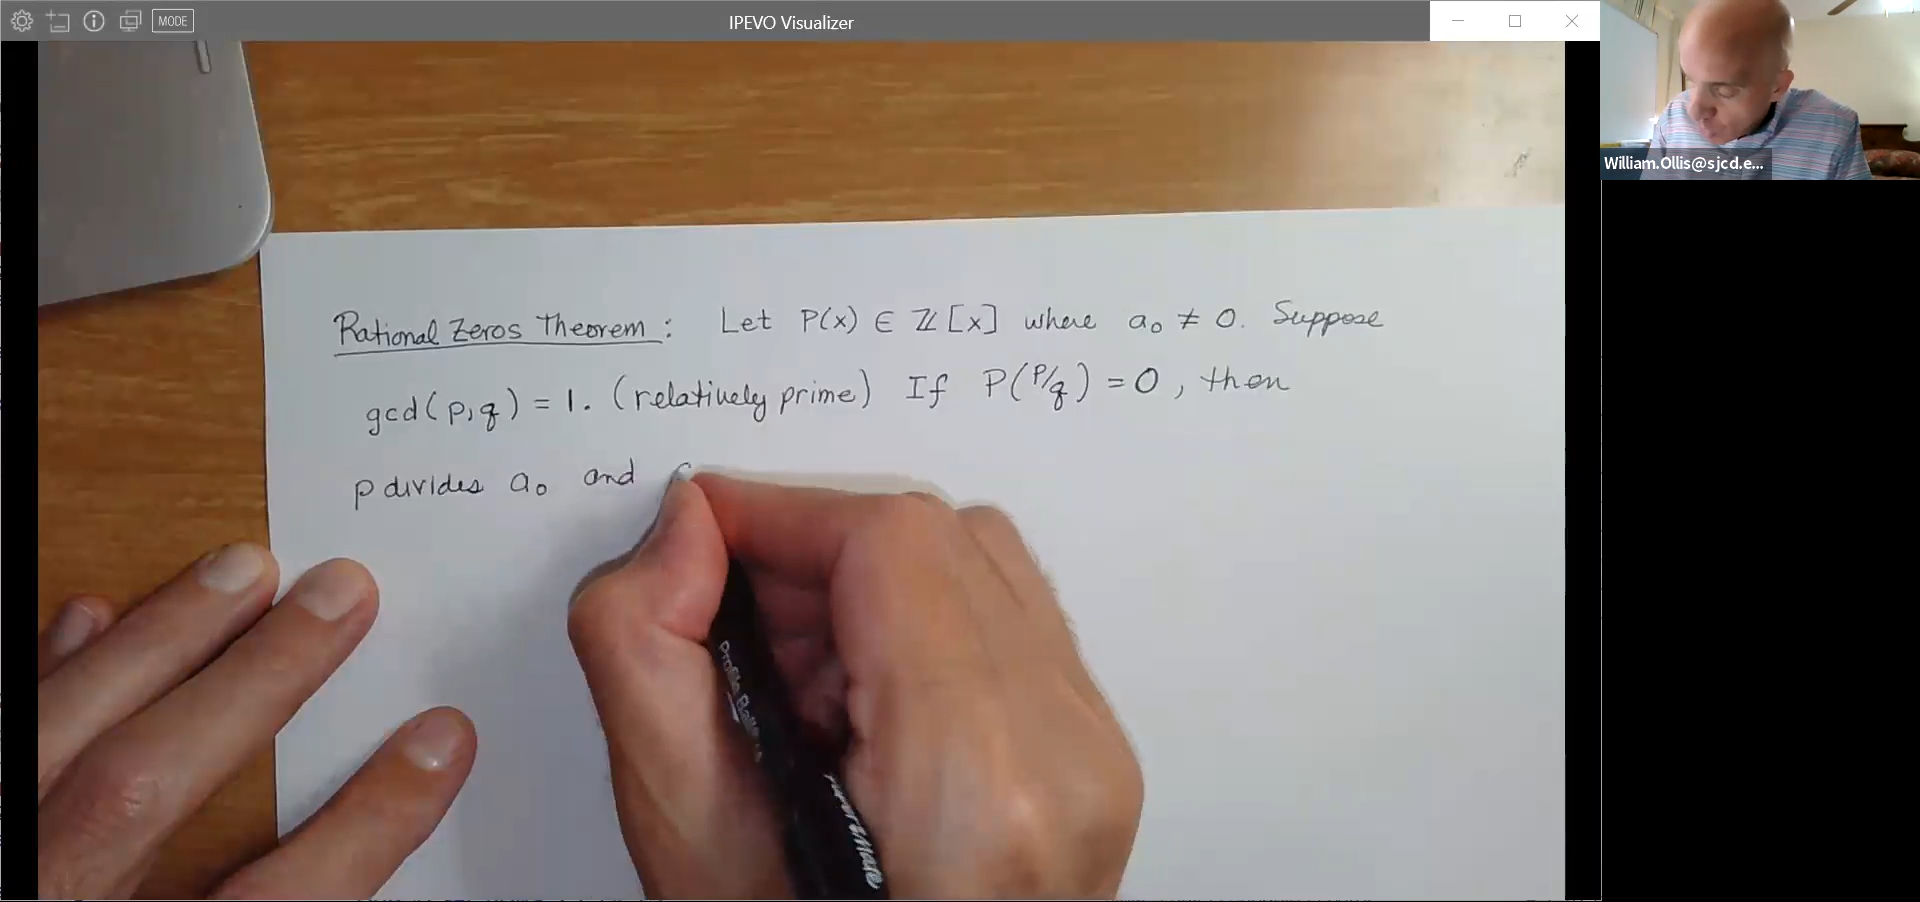 MODE
IPEVO Visualizer
William.Ollis@sjcd.e...
Rational Zeros Theorem: Let P(x) ∈ ℤ[x] where a₀ ≠ 0. Suppose
gcd(p,q) = 1. (relatively prime) If P(p/q) = 0, then
p divides a₀ and